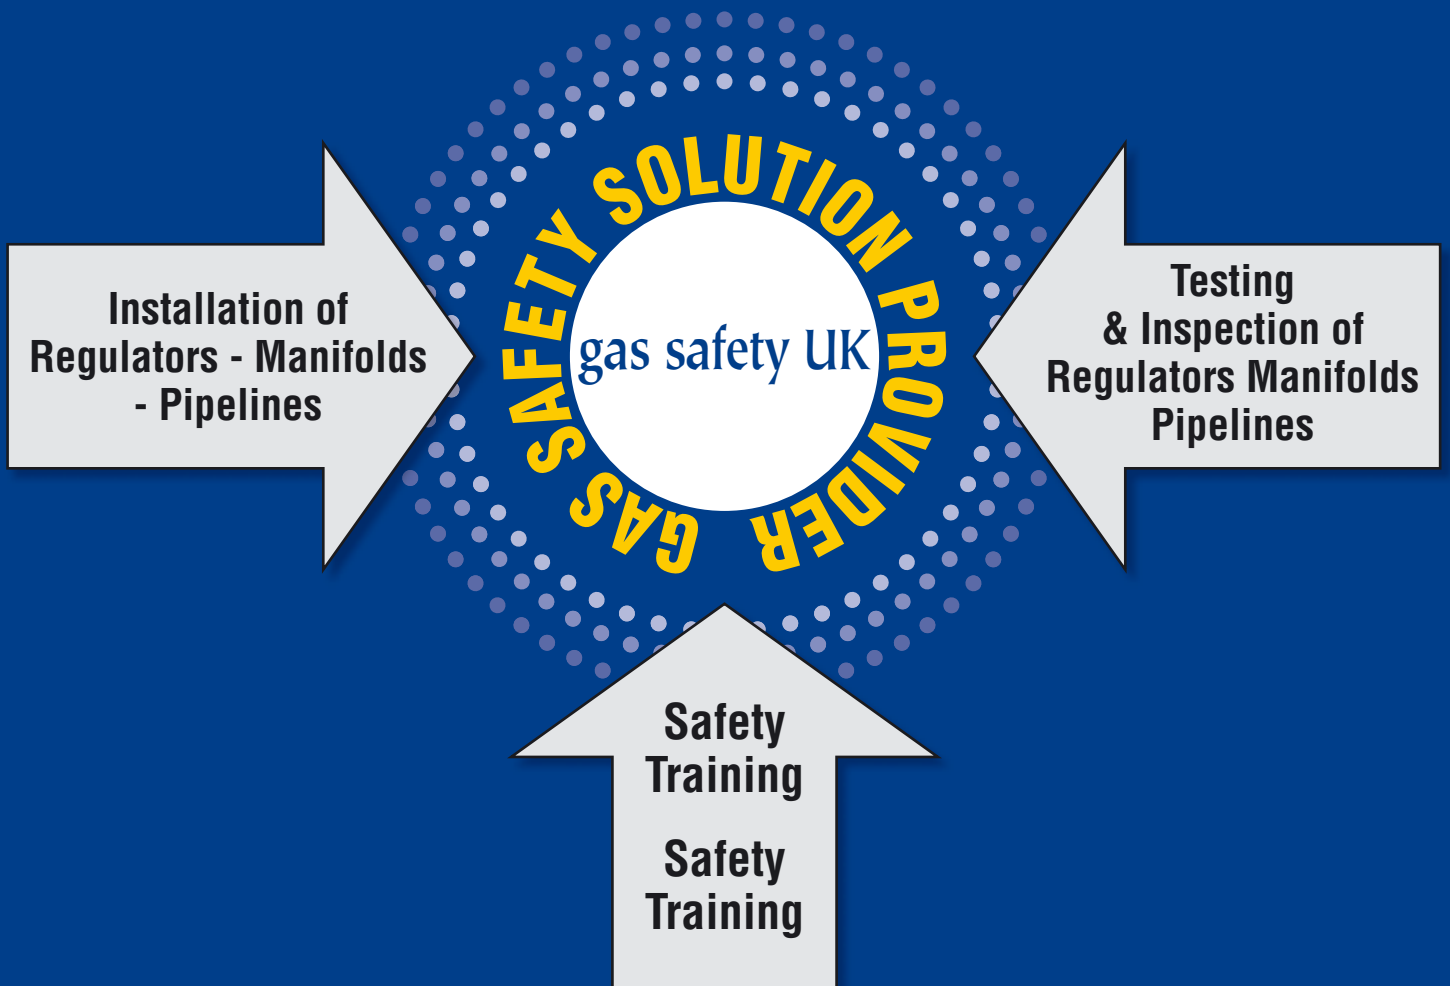 GAS SAFETY SOLUTION PROVIDER
gas safety UK
Installation of
Regulators - Manifolds
- Pipelines
Testing
& Inspection of
Regulators Manifolds
Pipelines
Safety
Training
Safety
Training